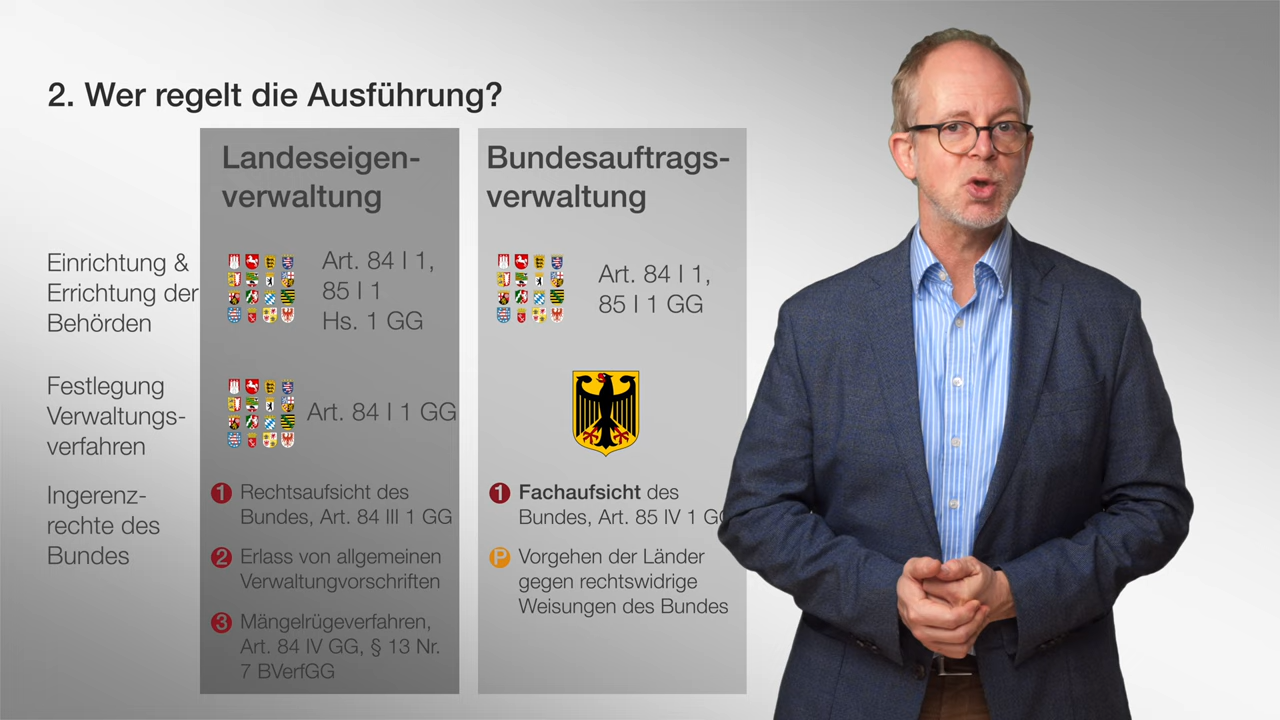 2. Wer regelt die Ausführung?
Landeseigen-
verwaltung
Bundesauftrags-
verwaltung
Einrichtung &
Errichtung der
Behörden
Art. 84 I 1,
85 I 1
Hs. 1 GG
Art. 84 I 1,
85 I 1 GG
Festlegung
Verwaltungs-
verfahren
Art. 84 I 1 GG
Ingerenz-
rechte des
Bundes
1 Rechtsaufsicht des
Bundes, Art. 84 III 1 GG
2 Erlass von allgemeinen
Verwaltungvorschriften
3 Mängelrügeverfahren,
Art. 84 IV GG, § 13 Nr.
7 BVerfGG
1 Fachaufsicht des
Bundes, Art. 85 IV 1 GG
P Vorgehen der Länder
gegen rechtswidrige
Weisungen des Bundes